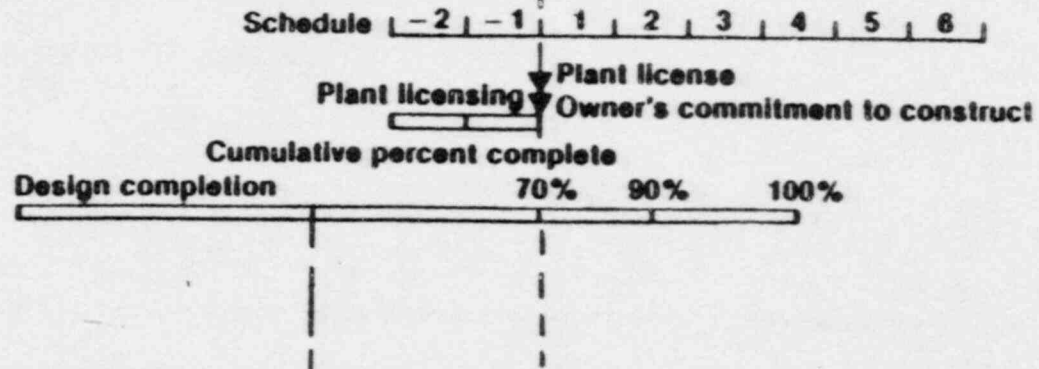 Schedule -2 -1 1 2 3 4 5 6
Plant license
Plant licensing
Owner's commitment to construct
Cumulative percent complete
Design completion 70% 90% 100%